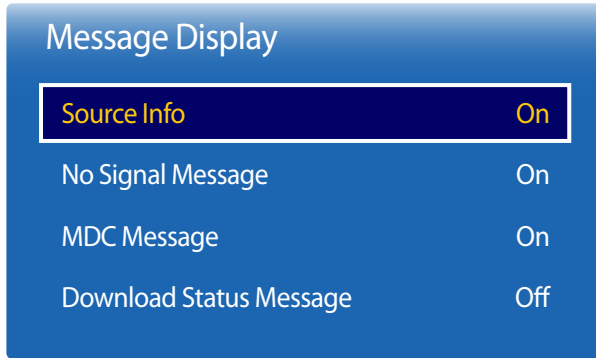 Message Display
Source Info On
No Signal Message On
MDC Message On
Download Status Message Off